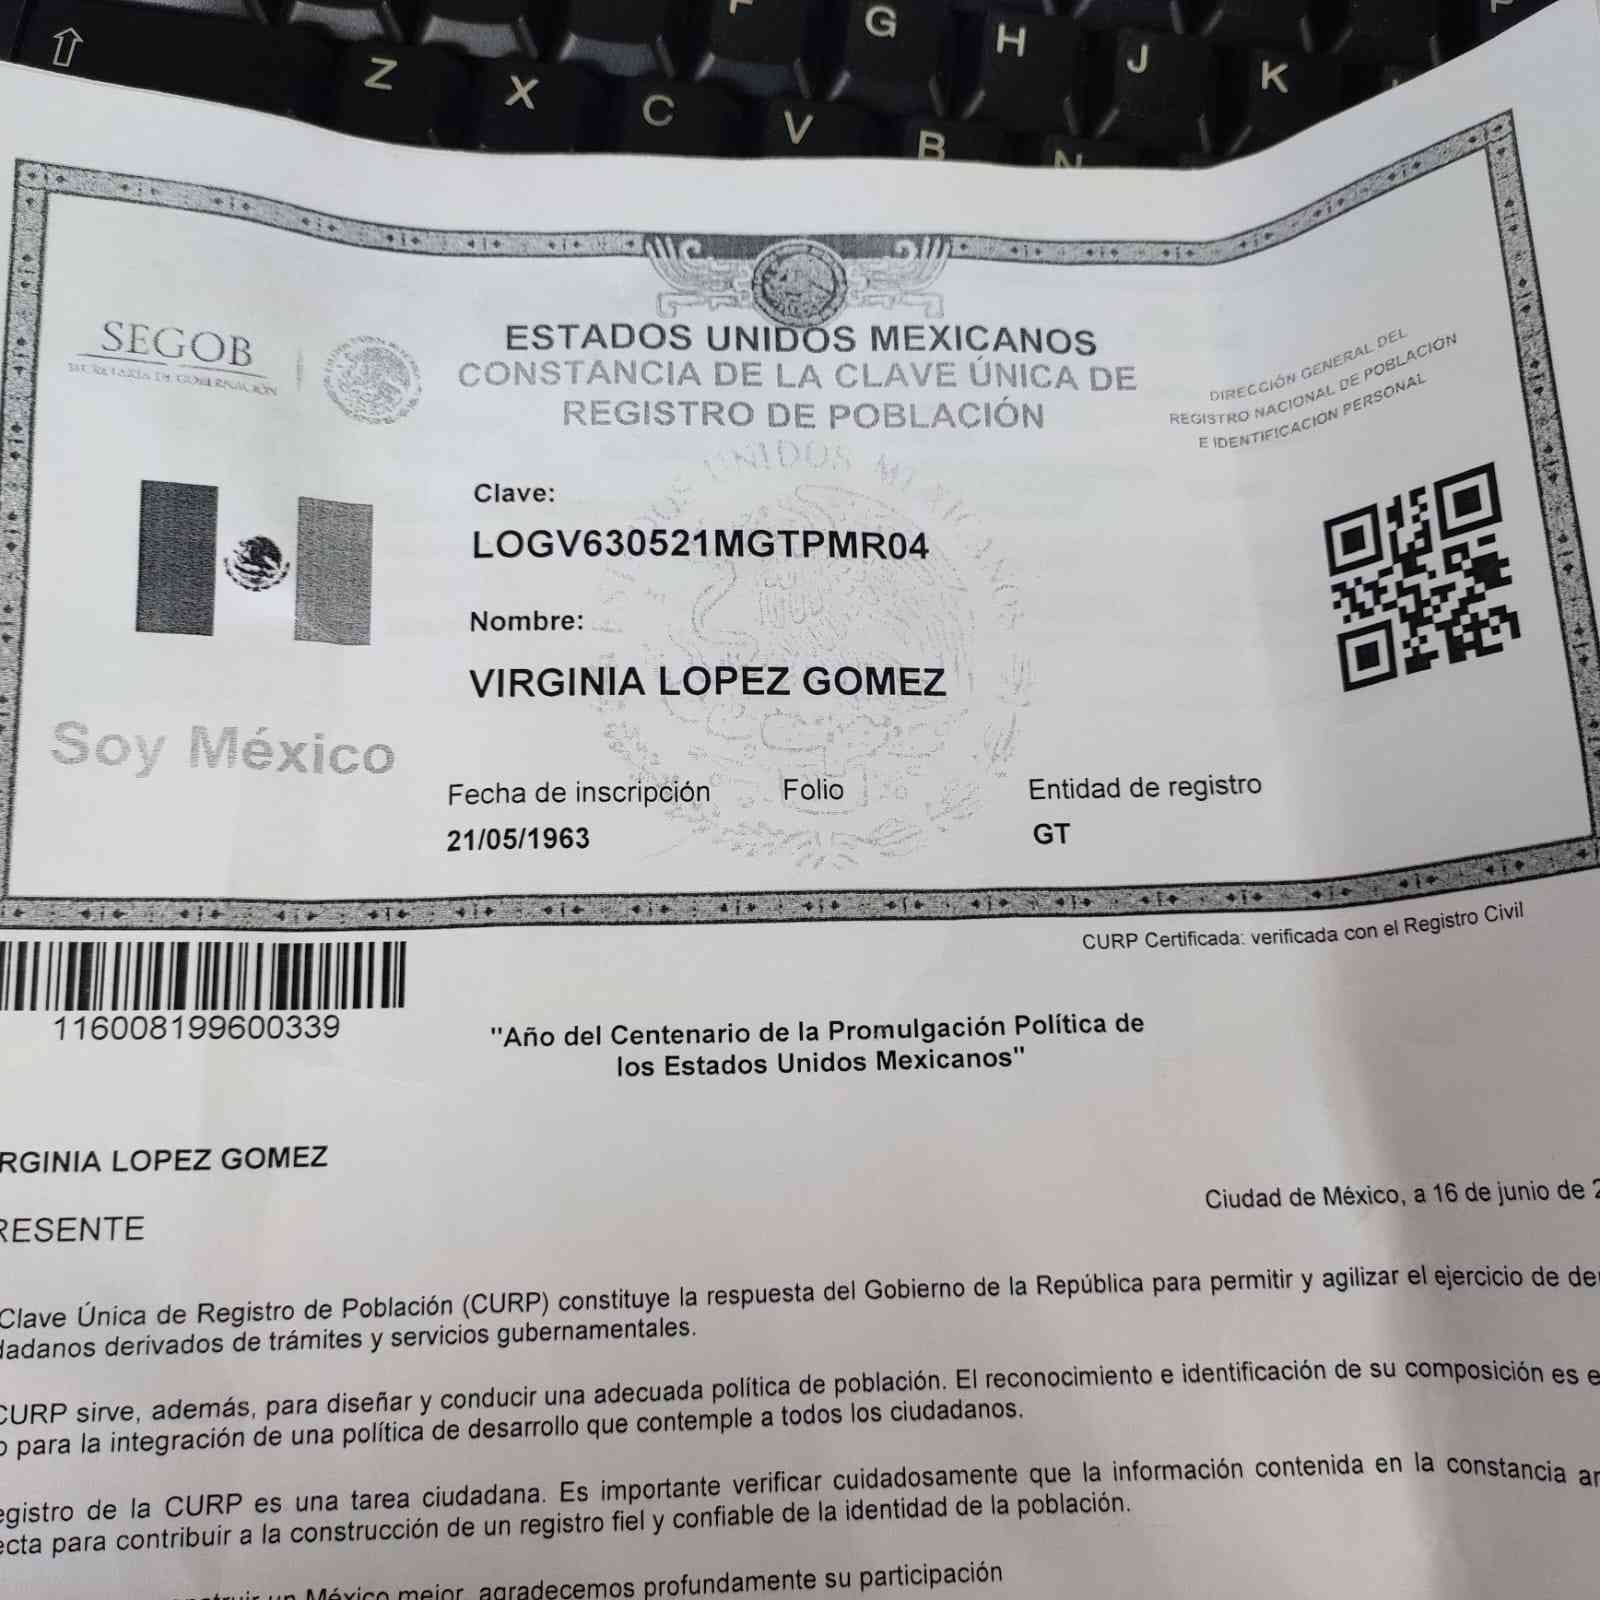 G
H
J
K
Z
X
C
V
B
N
SEGOB
SECRETARÍA DE GOBERNACIÓN
ESTADOS UNIDOS MEXICANOS
CONSTANCIA DE LA CLAVE ÚNICA DE
REGISTRO DE POBLACIÓN
DIRECCIÓN GENERAL DEL
REGISTRO NACIONAL DE POBLACIÓN
E IDENTIFICACIÓN PERSONAL
Clave:
LOGV630521MGTPMR04
Nombre:
VIRGINIA LOPEZ GOMEZ
Soy México
Fecha de inscripción Folio Entidad de registro
21/05/1963 GT
CURP Certificada: verificada con el Registro Civil
116008199600339
"Año del Centenario de la Promulgación Política de
los Estados Unidos Mexicanos"
RGINIA LOPEZ GOMEZ
Ciudad de México, a 16 de junio de 2
RESENTE
Clave Única de Registro de Población (CURP) constituye la respuesta del Gobierno de la República para permitir y agilizar el ejercicio de de
dadanos derivados de trámites y servicios gubernamentales.
CURP sirve, además, para diseñar y conducir una adecuada política de población. El reconocimiento e identificación de su composición es e
o para la integración de una política de desarrollo que contemple a todos los ciudadanos.
egistro de la CURP es una tarea ciudadana. Es importante verificar cuidadosamente que la información contenida en la constancia an
ecta para contribuir a la construcción de un registro fiel y confiable de la identidad de la población.
un México mejor, agradecemos profundamente su participación